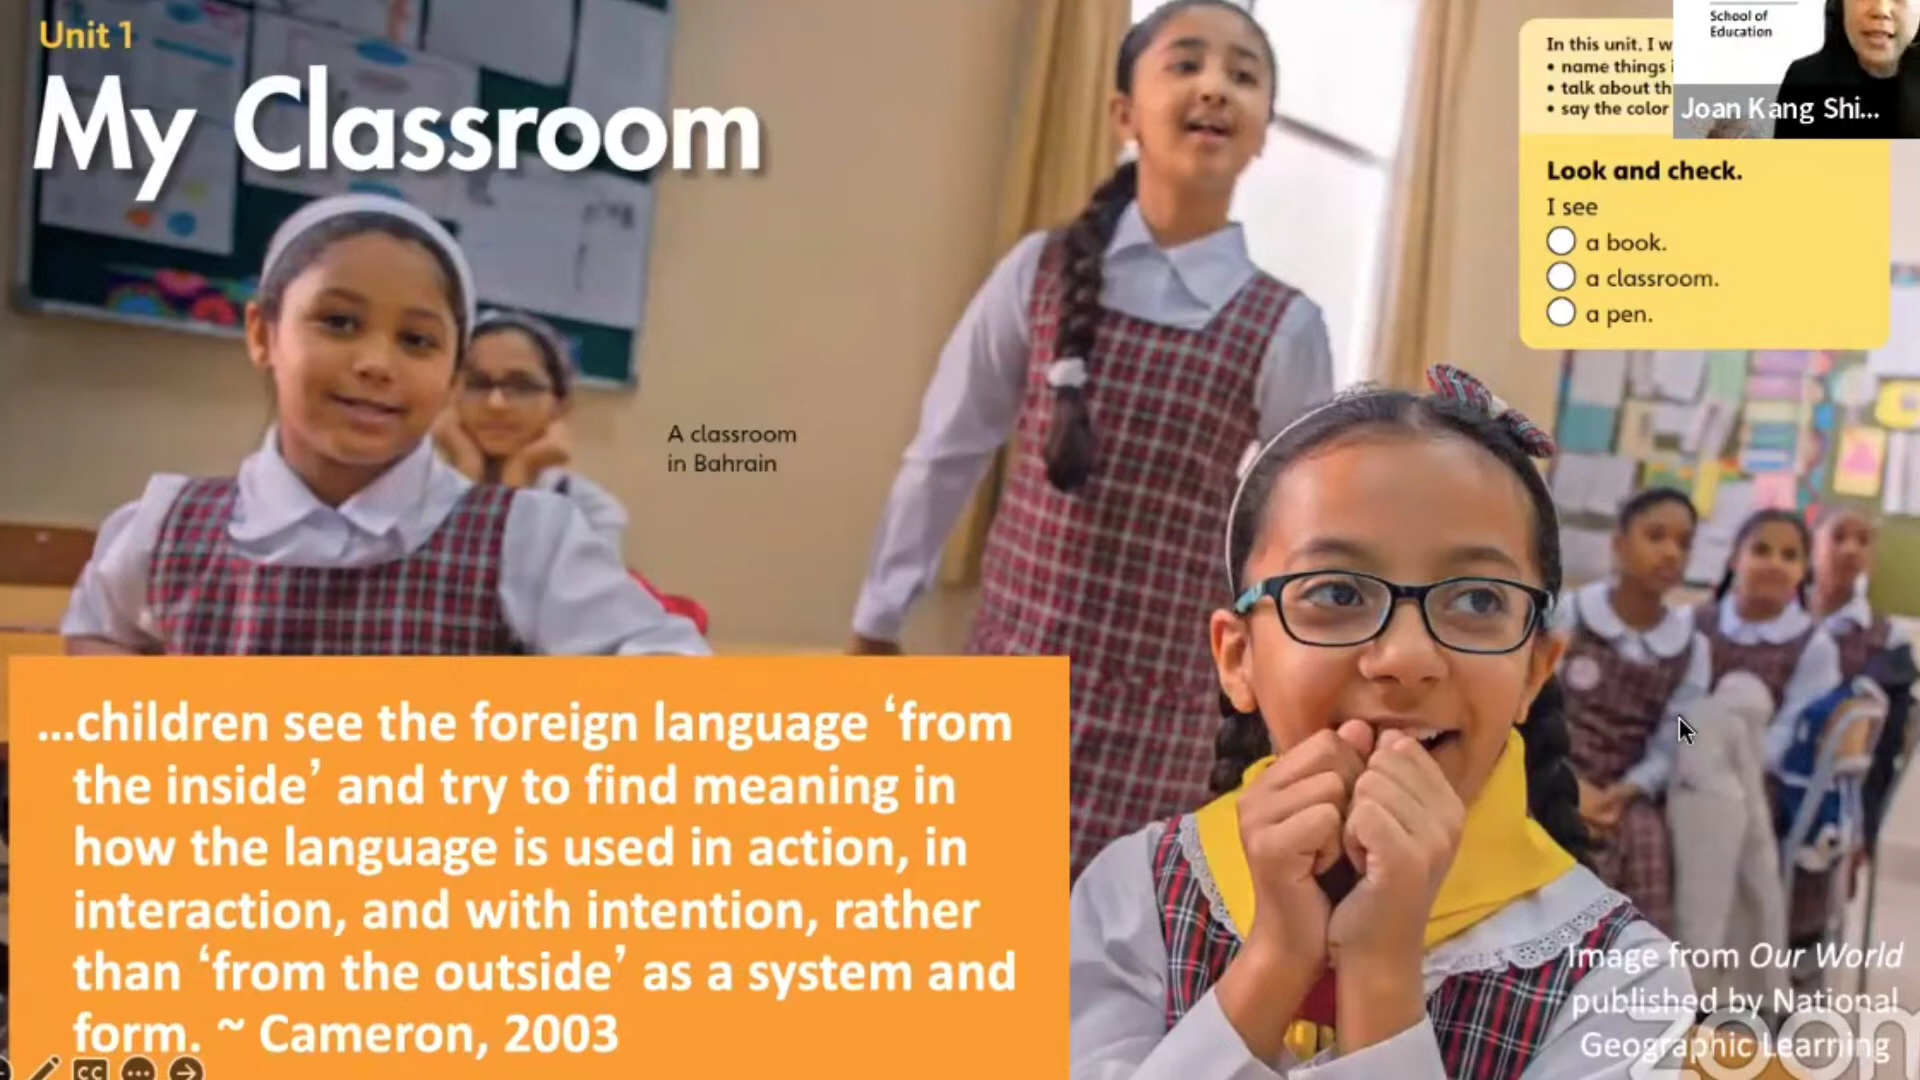 Unit 1
My Classroom
School of
Education
In this unit, I w
• name things
• talk about th
• say the color
Joan Kang Shi...
Look and check.
I see
a book.
a classroom.
a pen.
A classroom
in Bahrain
...children see the foreign language ‘from
the inside’ and try to find meaning in
how the language is used in action, in
interaction, and with intention, rather
than ‘from the outside’ as a system and
form. ~ Cameron, 2003
Image from Our World
published by National
Geographic Learning
zoom
CC